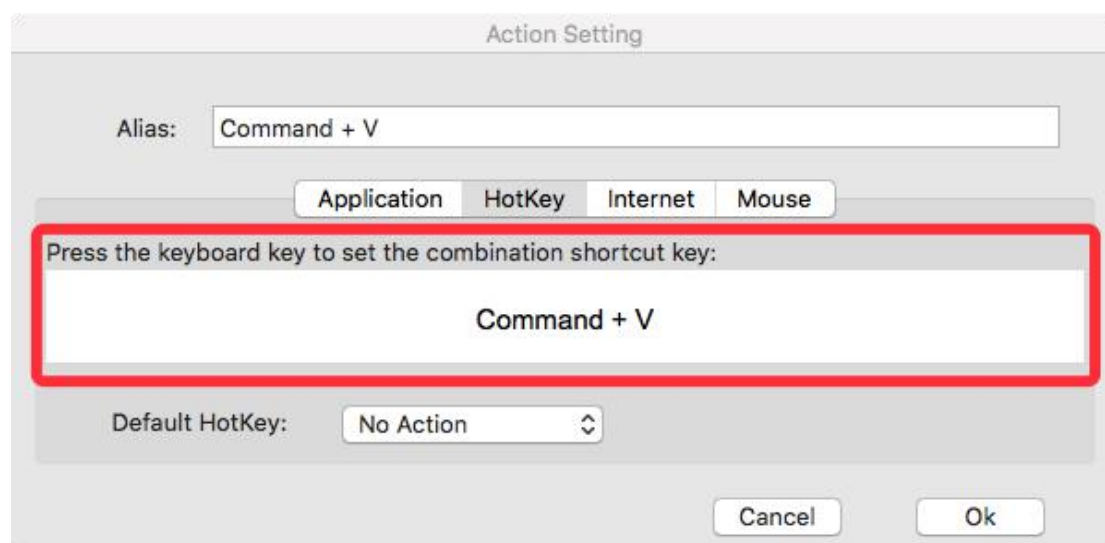 Action Setting
Alias: Command + V
Application HotKey Internet Mouse
Press the keyboard key to set the combination shortcut key:
Command + V
Default HotKey: No Action
Cancel Ok